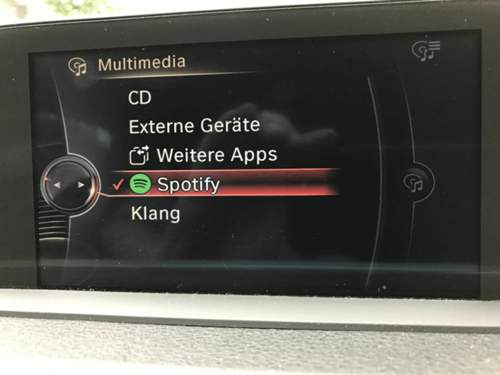 Multimedia
CD
Externe Geräte
Weitere Apps
Spotify
Klang